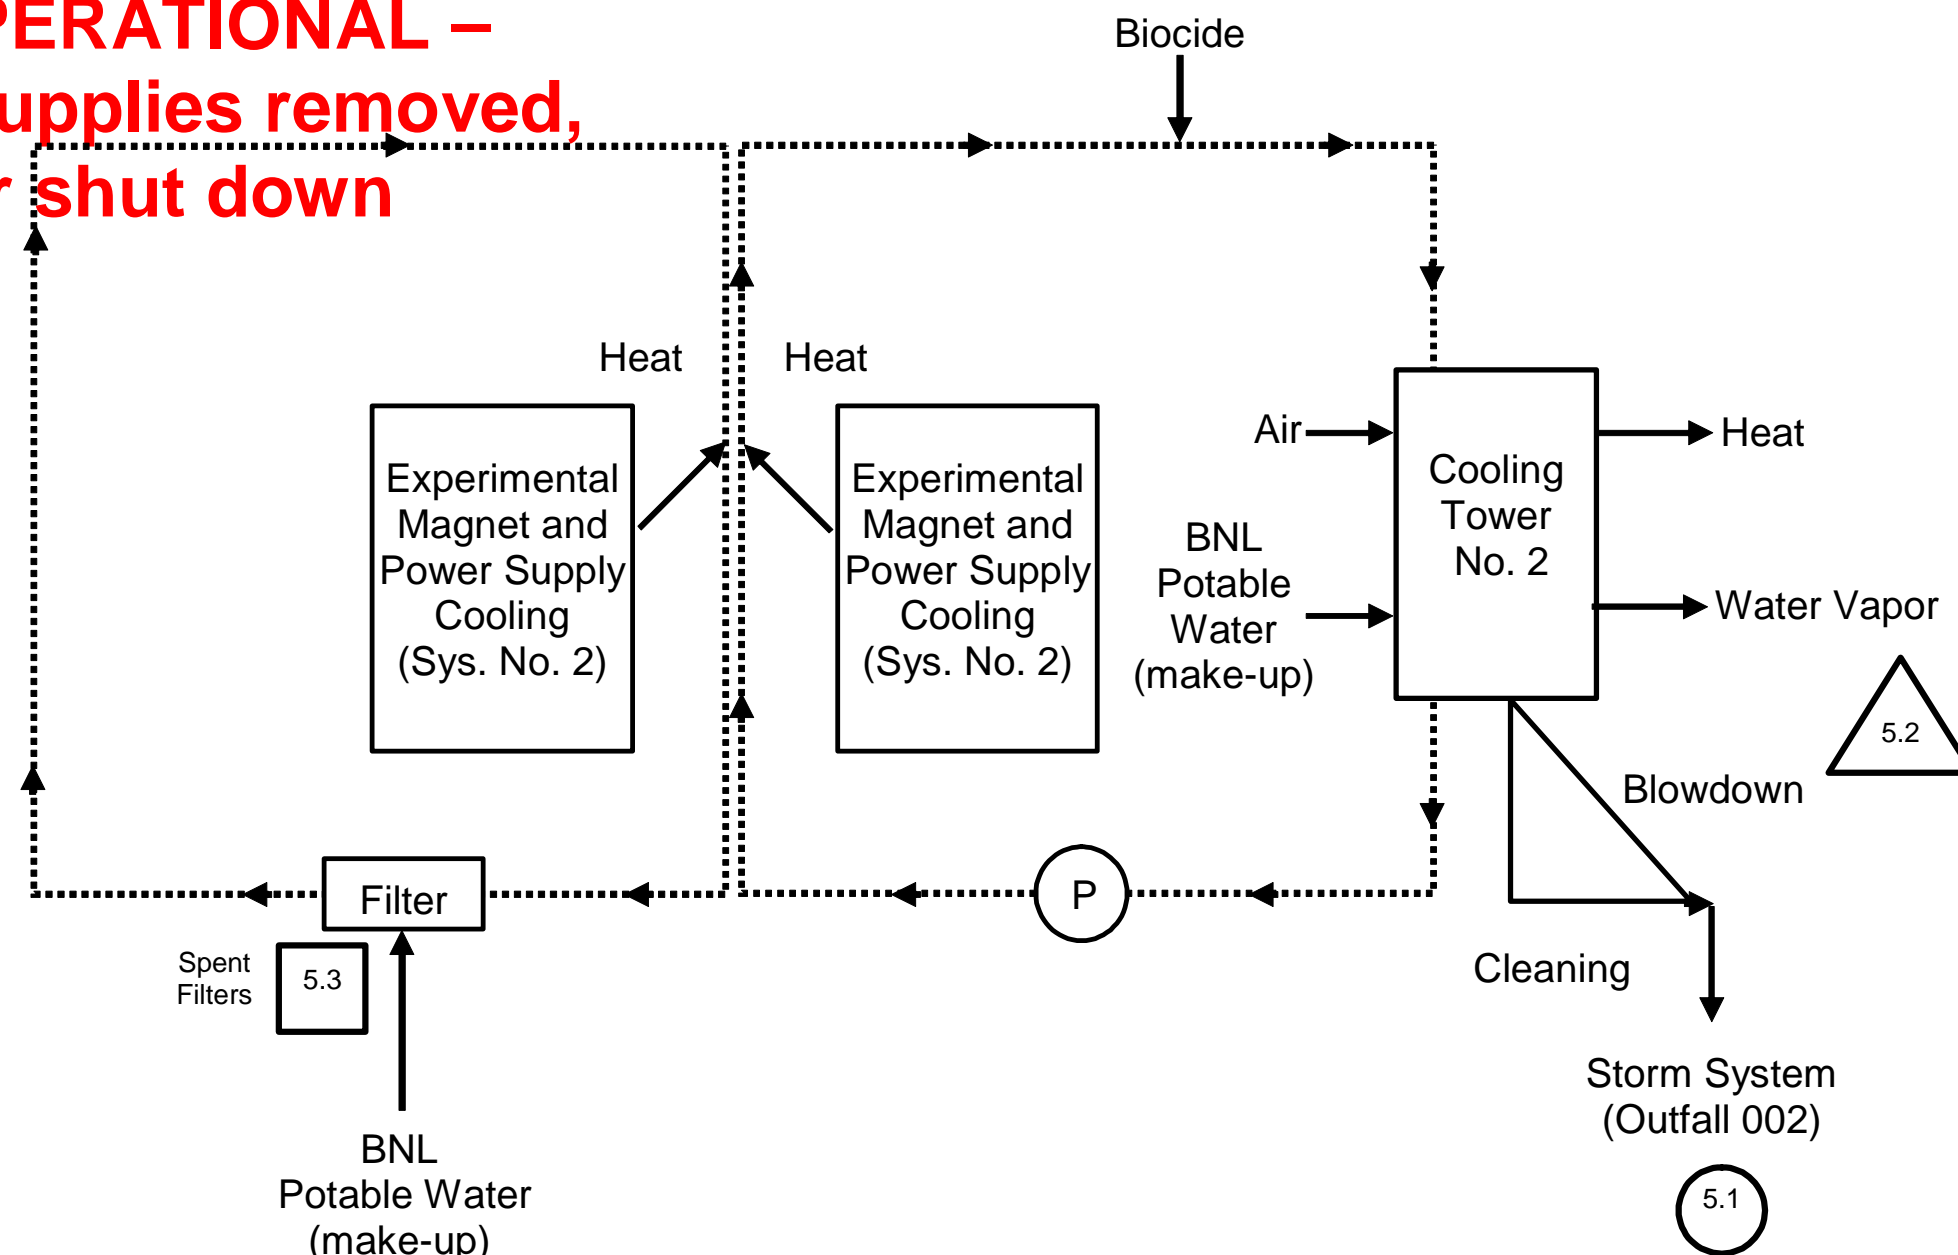 PERATIONAL –
upplies removed,
r shut down
Biocide
Heat
Heat
Experimental
Magnet and
Power Supply
Cooling
(Sys. No. 2)
Experimental
Magnet and
Power Supply
Cooling
(Sys. No. 2)
Air
BNL
Potable
Water
(make-up)
Cooling
Tower
No. 2
Heat
Water Vapor
5.2
Blowdown
Filter
P
Spent
Filters
5.3
Cleaning
BNL
Potable Water
(make-up)
Storm System
(Outfall 002)
5.1